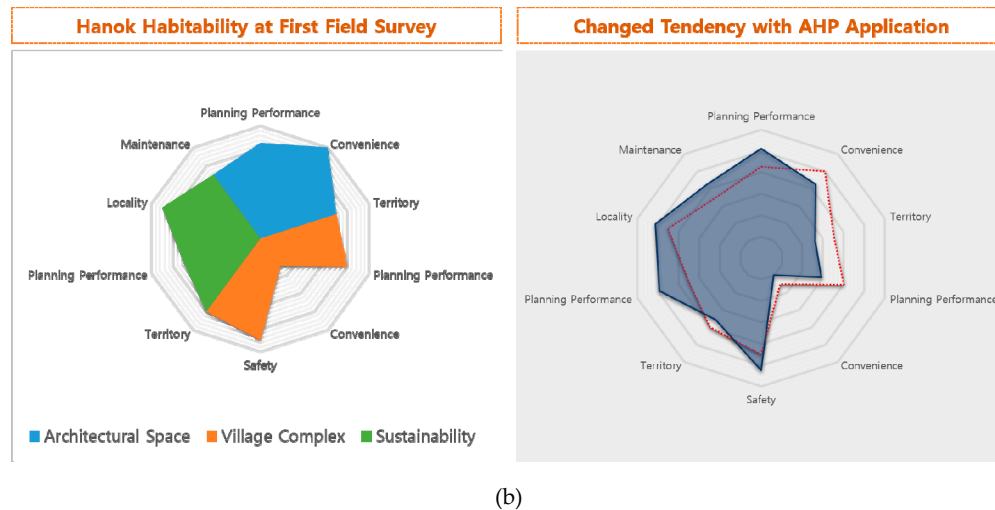 Hanok Habitability at First Field Survey
Changed Tendency with AHP Application
Planning Performance
Maintenance
Convenience
Locality
Territory
Planning Performance
Planning Performance
Territory
Convenience
Safety
Architectural Space
Village Complex
Sustainability
Planning Performance
Maintenance
Convenience
Locality
Territory
Planning Performance
Planning Performance
Territory
Convenience
Safety
(b)